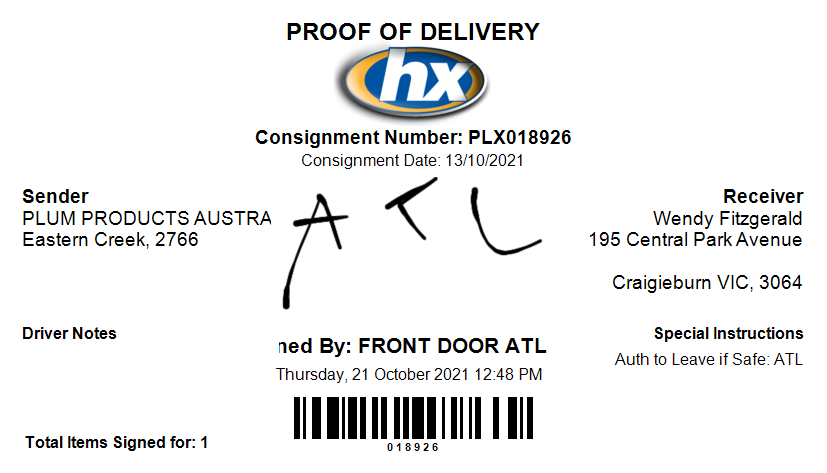 PROOF OF DELIVERY
hx
Consignment Number: PLX018926
Consignment Date: 13/10/2021
Sender
PLUM PRODUCTS AUSTRA
Eastern Creek, 2766
ATL
Receiver
Wendy Fitzgerald
195 Central Park Avenue
Craigieburn VIC, 3064
Driver Notes
ned By: FRONT DOOR ATL
Thursday, 21 October 2021 12:48 PM
Special Instructions
Auth to Leave if Safe: ATL
018926
Total Items Signed for: 1